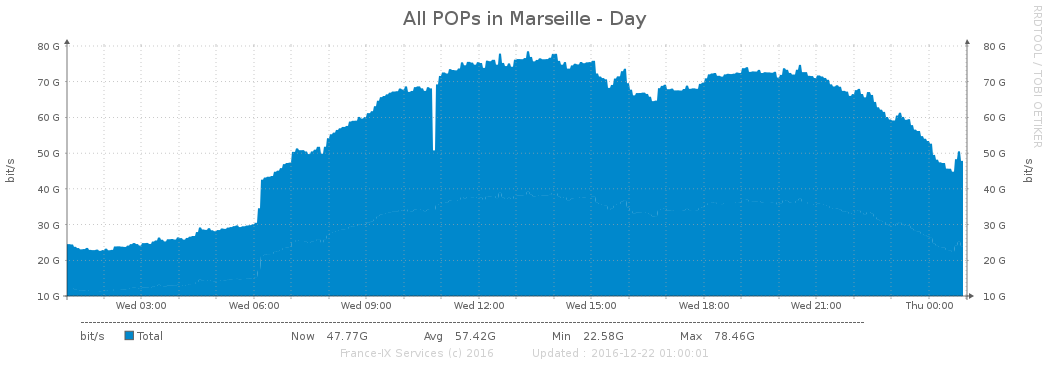 All POPs in Marseille - Day
RRDTOOL / TOBI OETIKER
80 G 80 G
70 G 70 G
60 G 60 G
50 G 50 G
40 G 40 G
30 G 30 G
20 G 20 G
10 G 10 G
bit/s bit/s
Wed 03:00 Wed 06:00 Wed 09:00 Wed 12:00 Wed 15:00 Wed 18:00 Wed 21:00 Thu 00:00
bit/s Total Now 47.77G Avg 57.42G Min 22.58G Max 78.46G
France-IX Services (c) 2016 Updated : 2016-12-22 01:00:01